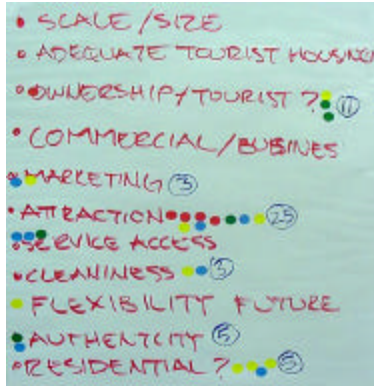 • SCALE/SIZE
• ADEQUATE TOURIST HOUSING
• OWNERSHIP/TOURIST ? 11
• COMMERCIAL/BUSINES
• MARKETING 3
• ATTRACTION 25
• SERVICE ACCESS
• CLEANINESS 3
FLEXIBILITY FUTURE
• AUTHENTCITY 5
• RESIDENTIAL ? 5